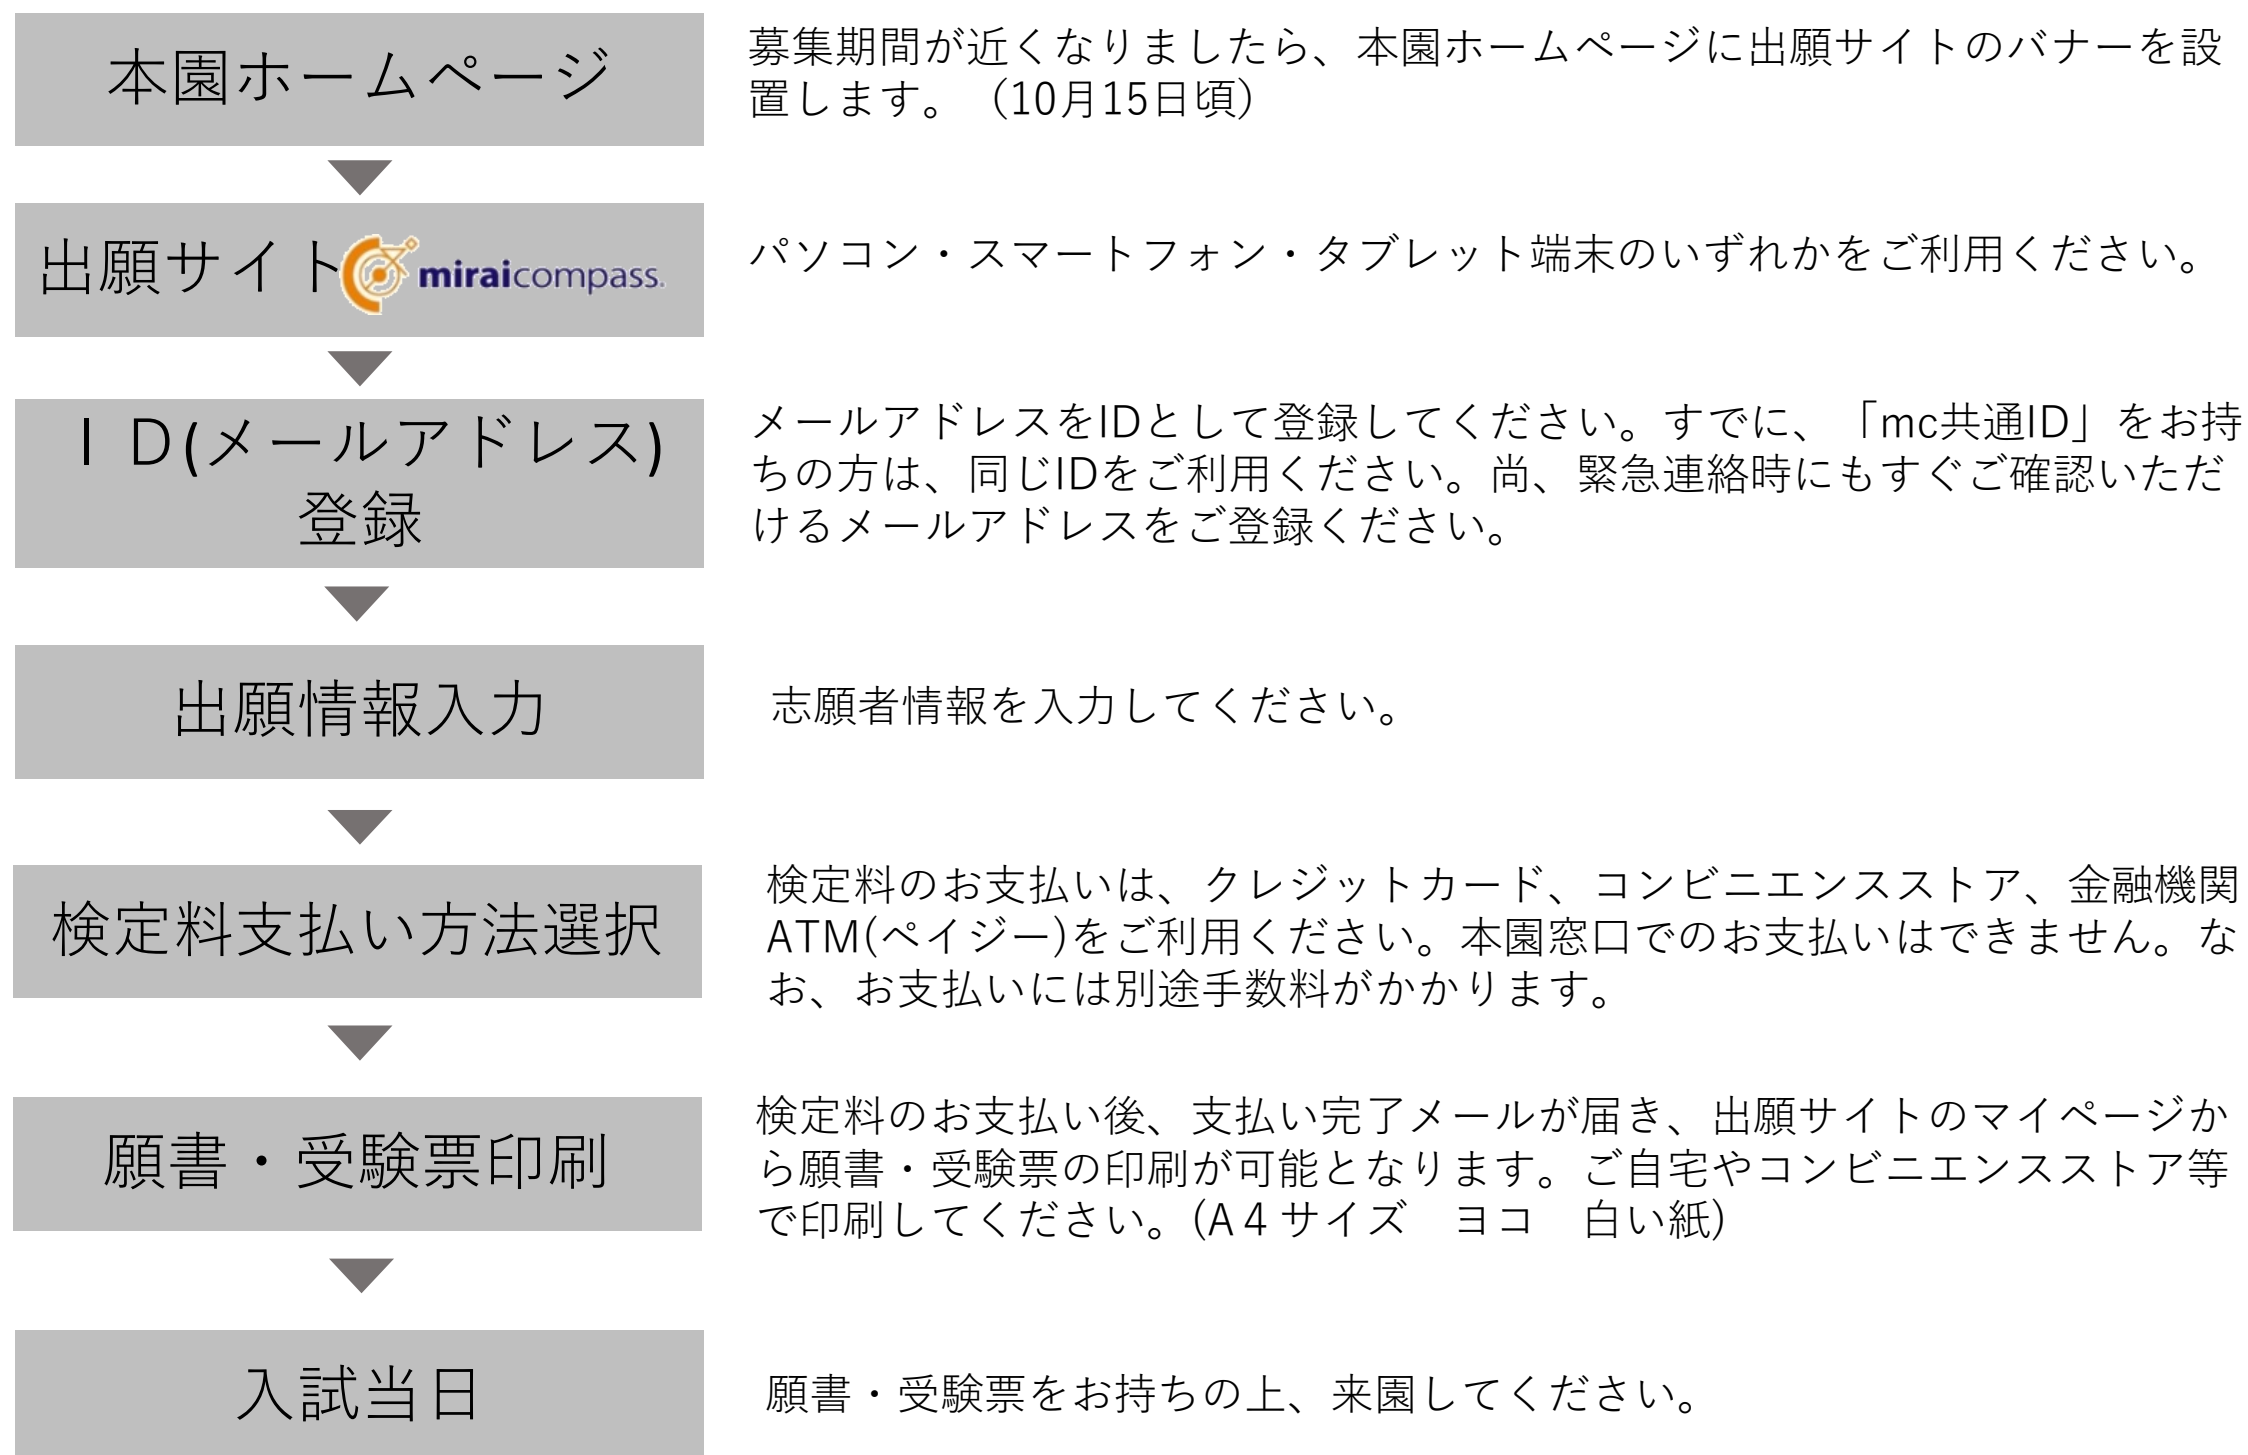 本園ホームページ
募集期間が近くなりましたら、本園ホームページに出願サイトのバナーを設
置します。（10月15日頃）
出願サイト miraicompass.
パソコン・スマートフォン・タブレット端末のいずれかをご利用ください。
ＩＤ(メールアドレス)
登録
メールアドレスをIDとして登録してください。すでに、「mc共通ID」をお持
ちの方は、同じIDをご利用ください。尚、緊急連絡時にもすぐご確認いただ
けるメールアドレスをご登録ください。
出願情報入力
志願者情報を入力してください。
検定料支払い方法選択
検定料のお支払いは、クレジットカード、コンビニエンスストア、金融機関
ATM(ペイジー)をご利用ください。本園窓口でのお支払いはできません。な
お、お支払いには別途手数料がかかります。
願書・受験票印刷
検定料のお支払い後、支払い完了メールが届き、出願サイトのマイページか
ら願書・受験票の印刷が可能となります。ご自宅やコンビニエンスストア等
で印刷してください。(A４サイズ　ヨコ　白い紙)
入試当日
願書・受験票をお持ちの上、来園してください。